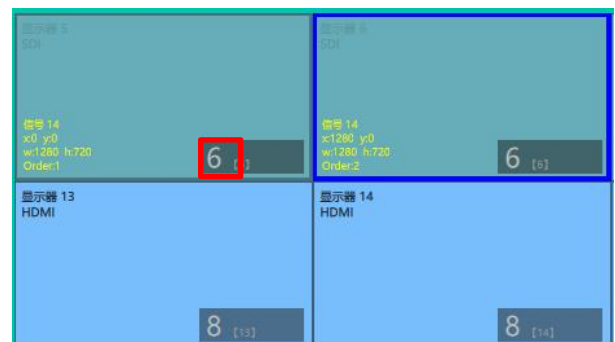 显示器 5
显示器 6
SDI
SDI
信号 14
x:0 y:0
w:1280 h:720
Order:1
6
信号 14
x:1280 y:0
w:1280 h:720
Order:2
6 [6]
显示器 13
HDMI
显示器 14
HDMI
8 [13]
8 [14]